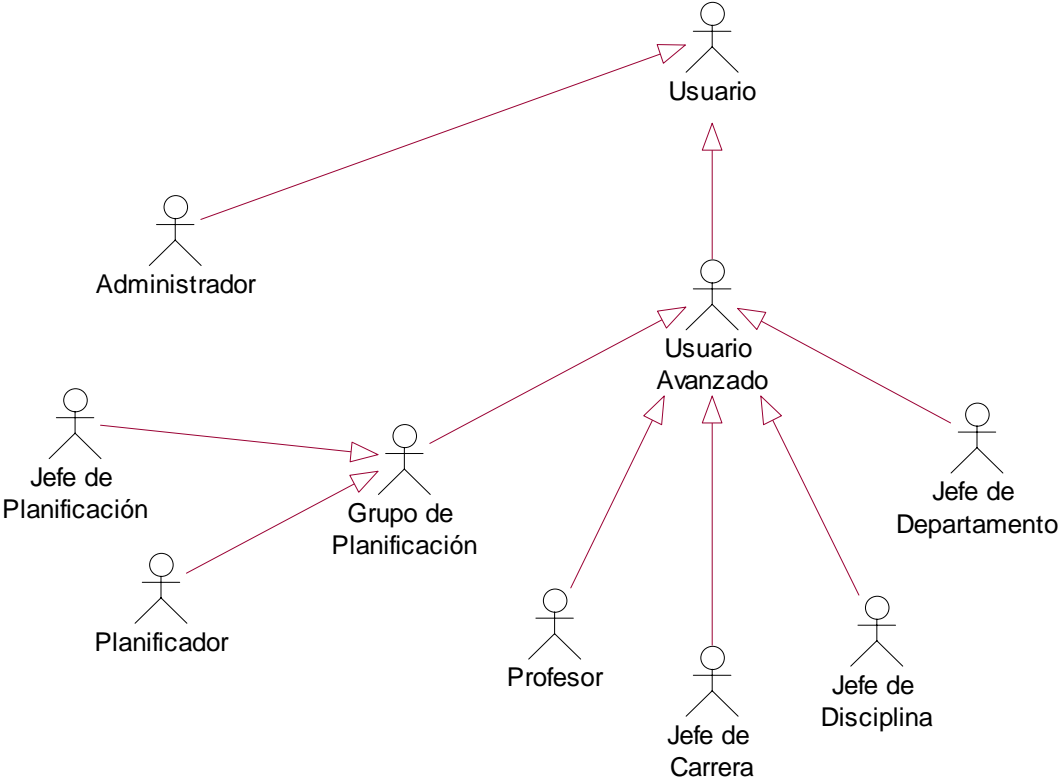 Usuario
Administrador
Usuario
Avanzado
Jefe de
Planificación
Grupo de
Planificación
Jefe de
Departamento
Planificador
Profesor
Jefe de
Disciplina
Jefe de
Carrera